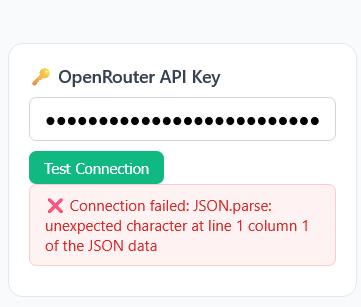 🔑 OpenRouter API Key
●●●●●●●●●●●●●●●●●●●●●●●●●●
Test Connection
❌ Connection failed: JSON.parse:
unexpected character at line 1 column 1
of the JSON data